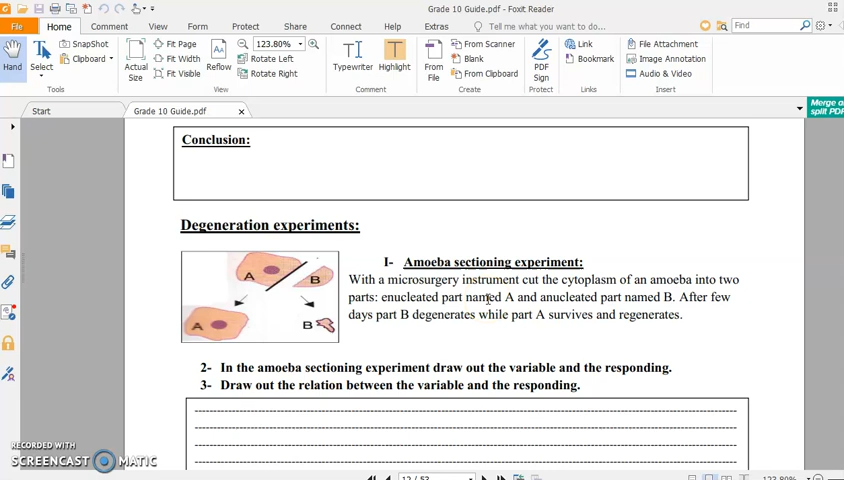 Grade 10 Guide.pdf - Foxit Reader
File Home Comment View Form Protect Share Connect Help Extras Tell me what you want to do... Find
Hand
Select
SnapShot
Clipboard
Tools
Actual Size
Fit Page
Fit Width
Fit Visible
Reflow
123.80%
Rotate Left
Rotate Right
View
Typewriter
Highlight
Comment
From File
From Scanner
Blank
From Clipboard
Create
PDF Sign
Protect
Link
Bookmark
Links
File Attachment
Image Annotation
Audio & Video
Insert
Start
Grade 10 Guide.pdf
Merge a
split PDF
Conclusion:
Degeneration experiments:
A
B
A
B
I- Amoeba sectioning experiment:
With a microsurgery instrument cut the cytoplasm of an amoeba into two
parts: enucleated part named A and anucleated part named B. After few
days part B degenerates while part A survives and regenerates.
2- In the amoeba sectioning experiment draw out the variable and the responding.
3- Draw out the relation between the variable and the responding.
RECORDED WITH
SCREENCAST MATIC
12 / 53
123.80%